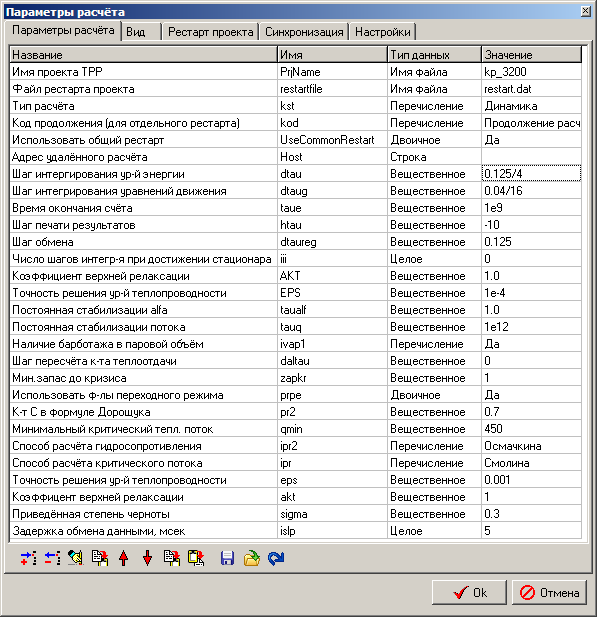 Параметры расчёта
Параметры расчёта Вид Рестарт проекта Синхронизация Настройки
Название Имя Тип данных Значение
Имя проекта ТРР PrjName Имя файла kp_3200
Файл рестарта проекта restartfile Имя файла restart.dat
Тип расчёта kst Перечисление Динамика
Код продолжения (для отдельного рестарта) kod Перечисление Продолжение расч
Использовать общий рестарт UseCommonRestart Двоичное Да
Адрес удалённого расчёта Host Строка
Шаг интергирования ур-й энергии dtau Вещественное 0.125/4
Шаг интегрирования уравнений движения dtaug Вещественное 0.04/16
Время окончания счёта taue Вещественное 1e9
Шаг печати результатов htau Вещественное -10
Шаг обмена dtaureg Вещественное 0.125
Число шагов интегр-я при достижении стационара iii Целое 0
Коэффициент верхней релаксации АКТ Вещественное 1.0
Точность решения ур-й теплопроводности EPS Вещественное 1e-4
Постоянная стабилизации alfa taualf Вещественное 1.0
Постоянная стабилизации потока tauq Вещественное 1e12
Наличие барботажа в паровой объём ivap1 Перечисление Да
Шаг пересчёта к-та теплоотдачи daltau Вещественное 0
Мин.запас до кризиса zapkr Вещественное 1
Использовать ф-лы переходного режима prpe Двоичное Да
К-т С в формуле Дорощука pr2 Вещественное 0.7
Минимальный критический тепл. поток qmin Вещественное 450
Способ расчёта гидросопротивления ipr2 Перечисление Осмачкина
Способ расчёта критического потока ipr Перечисление Смолина
Точность решения ур-й теплопроводности eps Вещественное 0.001
Коэффицент верхней релаксации akt Вещественное 1
Приведённая степень черноты sigma Вещественное 0.3
Задержка обмена данными, мсек islp Целое 5
Ok Отмена